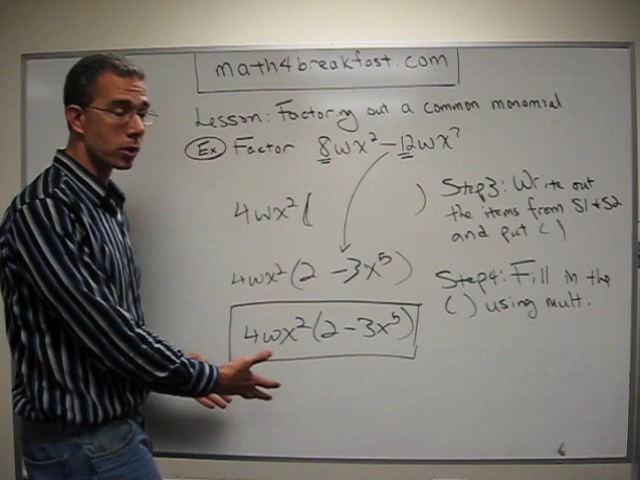 math4breakfast.com
Lesson: Factoring out a common monomial
Ex Factor 8wx² - 12wx⁷
4wx²( )
Step3: Write out
the items from S1 & S2
and put ( )
4wx²(2 - 3x⁵)
Step4: Fill in the
( ) using mult.
4wx²(2 - 3x⁵)